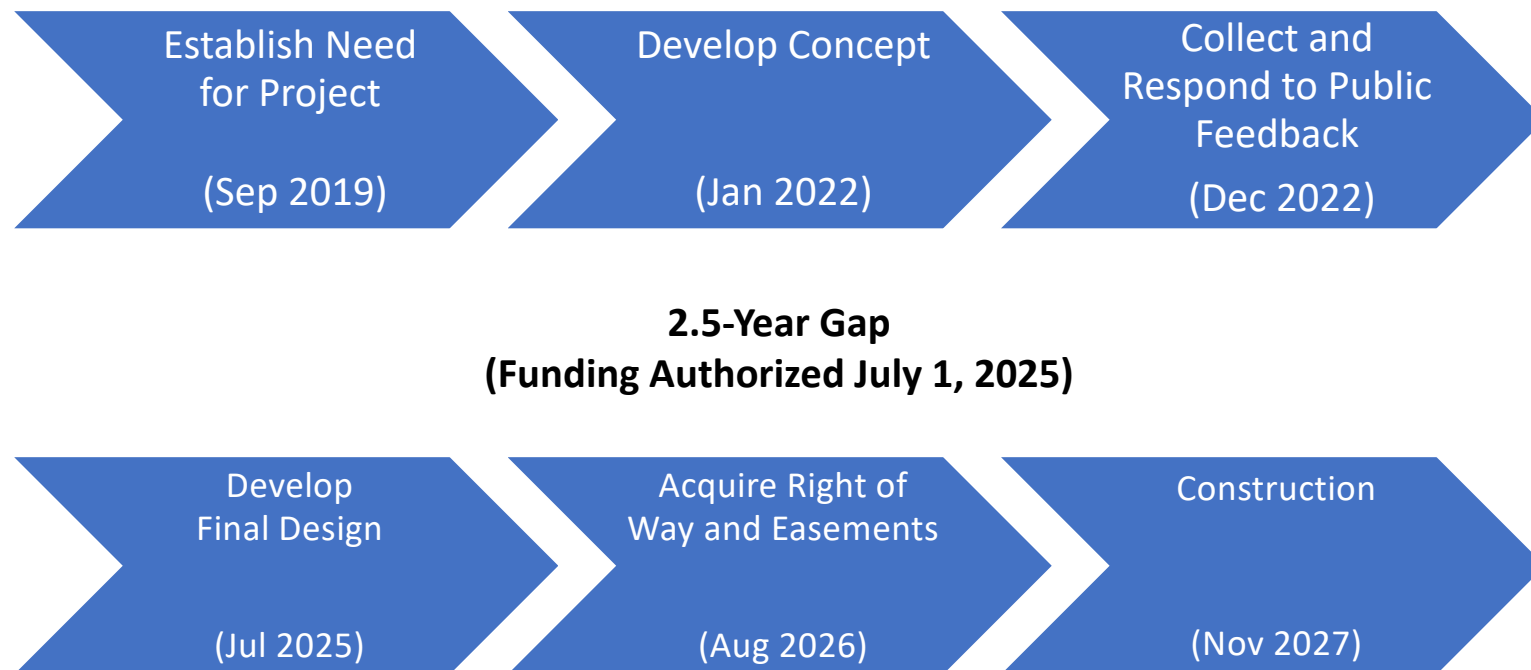 Establish Need
for Project
(Sep 2019)
Develop Concept
(Jan 2022)
Collect and
Respond to Public
Feedback
(Dec 2022)
2.5-Year Gap
(Funding Authorized July 1, 2025)
Develop
Final Design
(Jul 2025)
Acquire Right of
Way and Easements
(Aug 2026)
Construction
(Nov 2027)